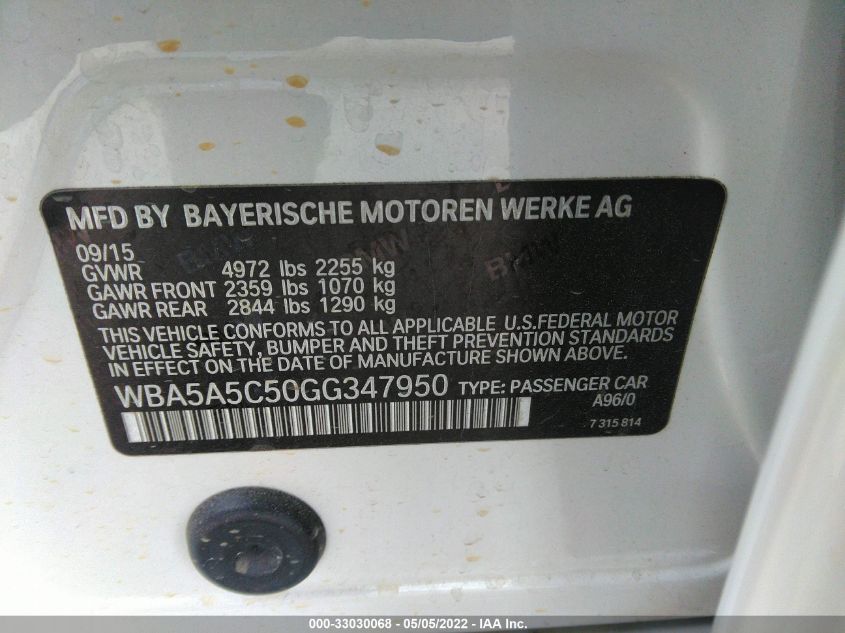 MFD BY BAYERISCHE MOTOREN WERKE AG
09/15
GVWR 4972 lbs 2255 kg
GAWR FRONT 2359 lbs 1070 kg
GAWR REAR 2844 lbs 1290 kg
THIS VEHICLE CONFORMS TO ALL APPLICABLE U.S.FEDERAL MOTOR
VEHICLE SAFETY, BUMPER AND THEFT PREVENTION STANDARDS
IN EFFECT ON THE DATE OF MANUFACTURE SHOWN ABOVE.
WBA5A5C50GG347950 TYPE: PASSENGER CAR
A96/0
7 315 814
000-33030068 - 05/05/2022 - IAA Inc.